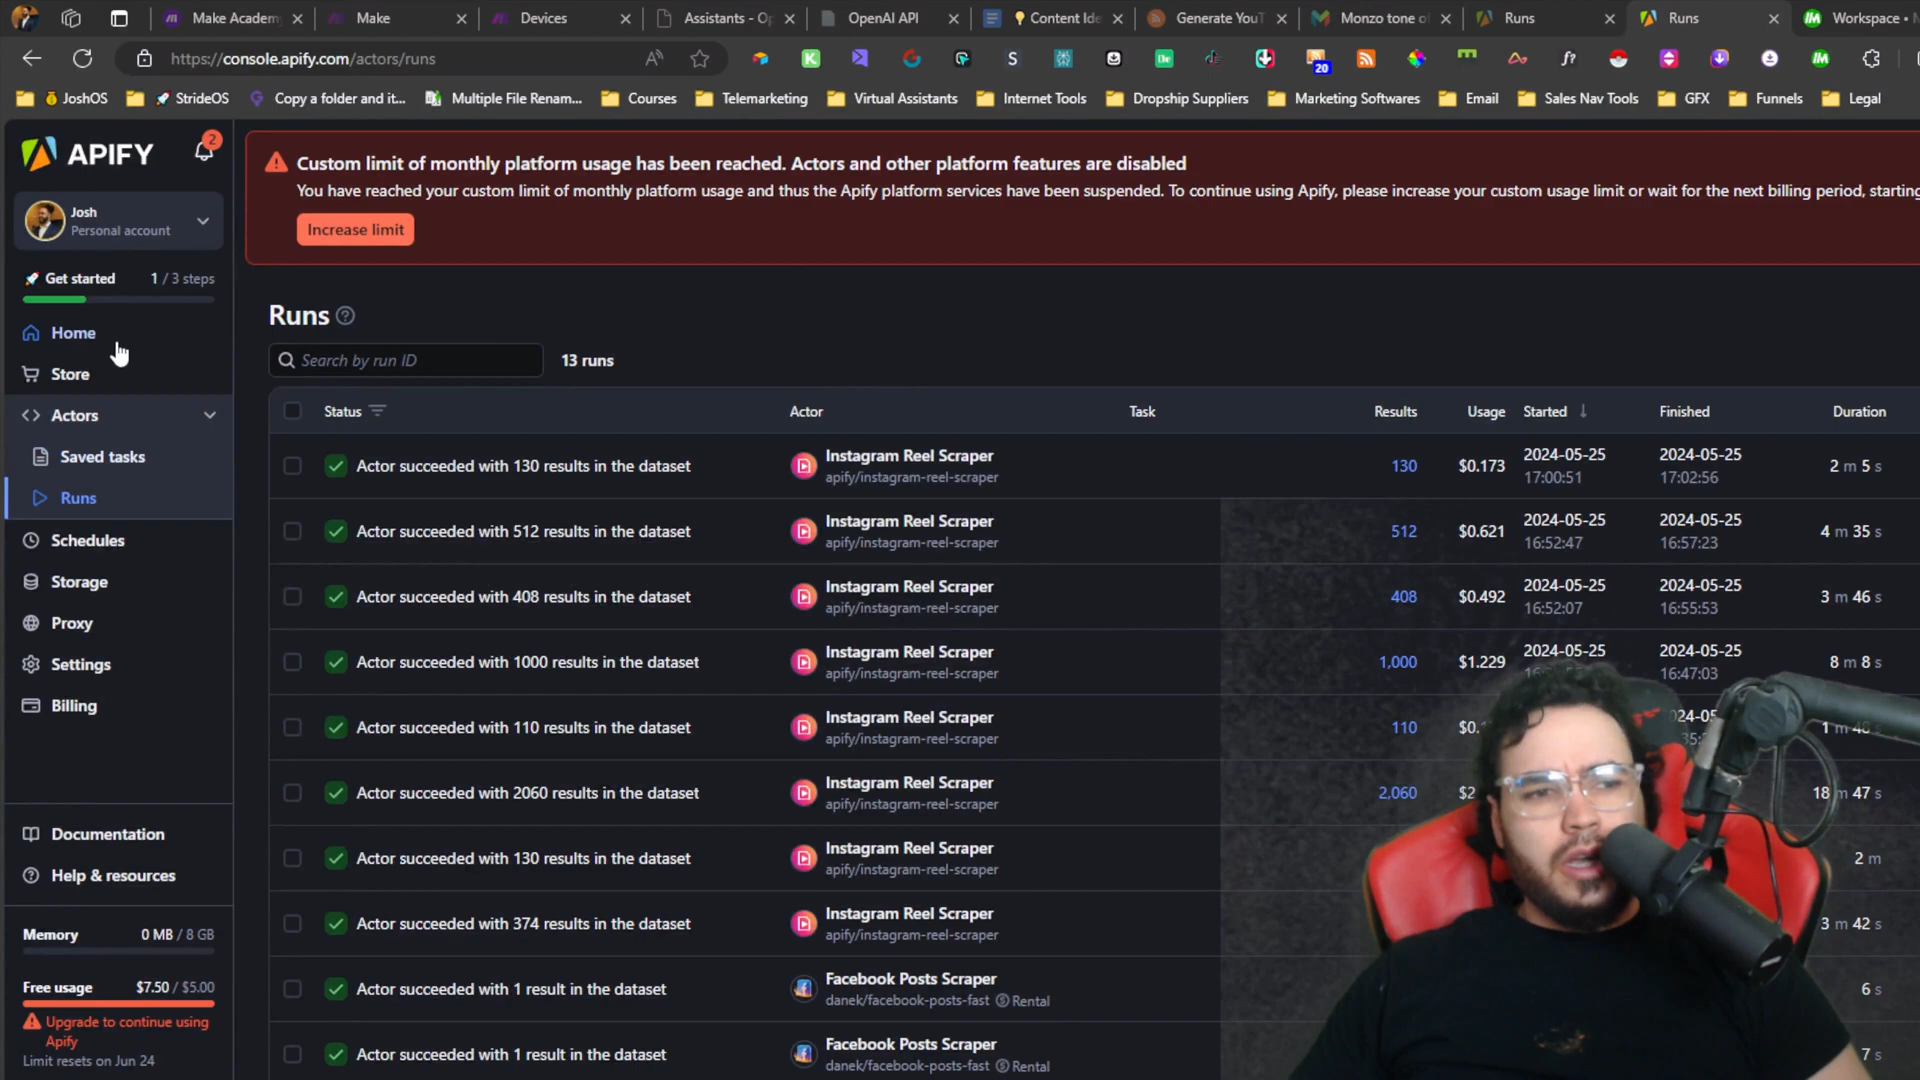 Make Academy
Make
Devices
Assistants - Op
OpenAI API
Content Ide
Generate YouT
Monzo tone of
Runs
Runs
Workspace •
https://console.apify.com/actors/runs
20
JoshOS
StrideOS
Copy a folder and it...
Multiple File Renam...
Courses
Telemarketing
Virtual Assistants
Internet Tools
Dropship Suppliers
Marketing Softwares
Email
Sales Nav Tools
GFX
Funnels
Legal
APIFY
2
Josh
Personal account
Get started 1 / 3 steps
Home
Store
Actors
Saved tasks
Runs
Schedules
Storage
Proxy
Settings
Billing
Documentation
Help & resources
Memory 0 MB / 8 GB
Free usage $7.50 / $5.00
Upgrade to continue using
Apify
Limit resets on Jun 24
Custom limit of monthly platform usage has been reached. Actors and other platform features are disabled
You have reached your custom limit of monthly platform usage and thus the Apify platform services have been suspended. To continue using Apify, please increase your custom usage limit or wait for the next billing period, starting
Increase limit
Runs
Search by run ID
13 runs
Status Actor Task Results Usage Started Finished Duration
Actor succeeded with 130 results in the dataset Instagram Reel Scraper 130 $0.173 2024-05-25 2024-05-25 2 m 5 s
apify/instagram-reel-scraper 17:00:51 17:02:56
Actor succeeded with 512 results in the dataset Instagram Reel Scraper 512 $0.621 2024-05-25 2024-05-25 4 m 35 s
apify/instagram-reel-scraper 16:52:47 16:57:23
Actor succeeded with 408 results in the dataset Instagram Reel Scraper 408 $0.492 2024-05-25 2024-05-25 3 m 46 s
apify/instagram-reel-scraper 16:52:07 16:55:53
Actor succeeded with 1000 results in the dataset Instagram Reel Scraper 1,000 $1.229 2024-05-25 2024-05-25 8 m 8 s
apify/instagram-reel-scraper 16:47:03
Actor succeeded with 110 results in the dataset Instagram Reel Scraper 110 $0. 1 m 48 s
apify/instagram-reel-scraper
Actor succeeded with 2060 results in the dataset Instagram Reel Scraper 2,060 $2 18 m 47 s
apify/instagram-reel-scraper
Actor succeeded with 130 results in the dataset Instagram Reel Scraper 2 m
apify/instagram-reel-scraper
Actor succeeded with 374 results in the dataset Instagram Reel Scraper 3 m 42 s
apify/instagram-reel-scraper
Actor succeeded with 1 result in the dataset Facebook Posts Scraper 6 s
danek/facebook-posts-fast Rental
Actor succeeded with 1 result in the dataset Facebook Posts Scraper 7 s
danek/facebook-posts-fast Rental